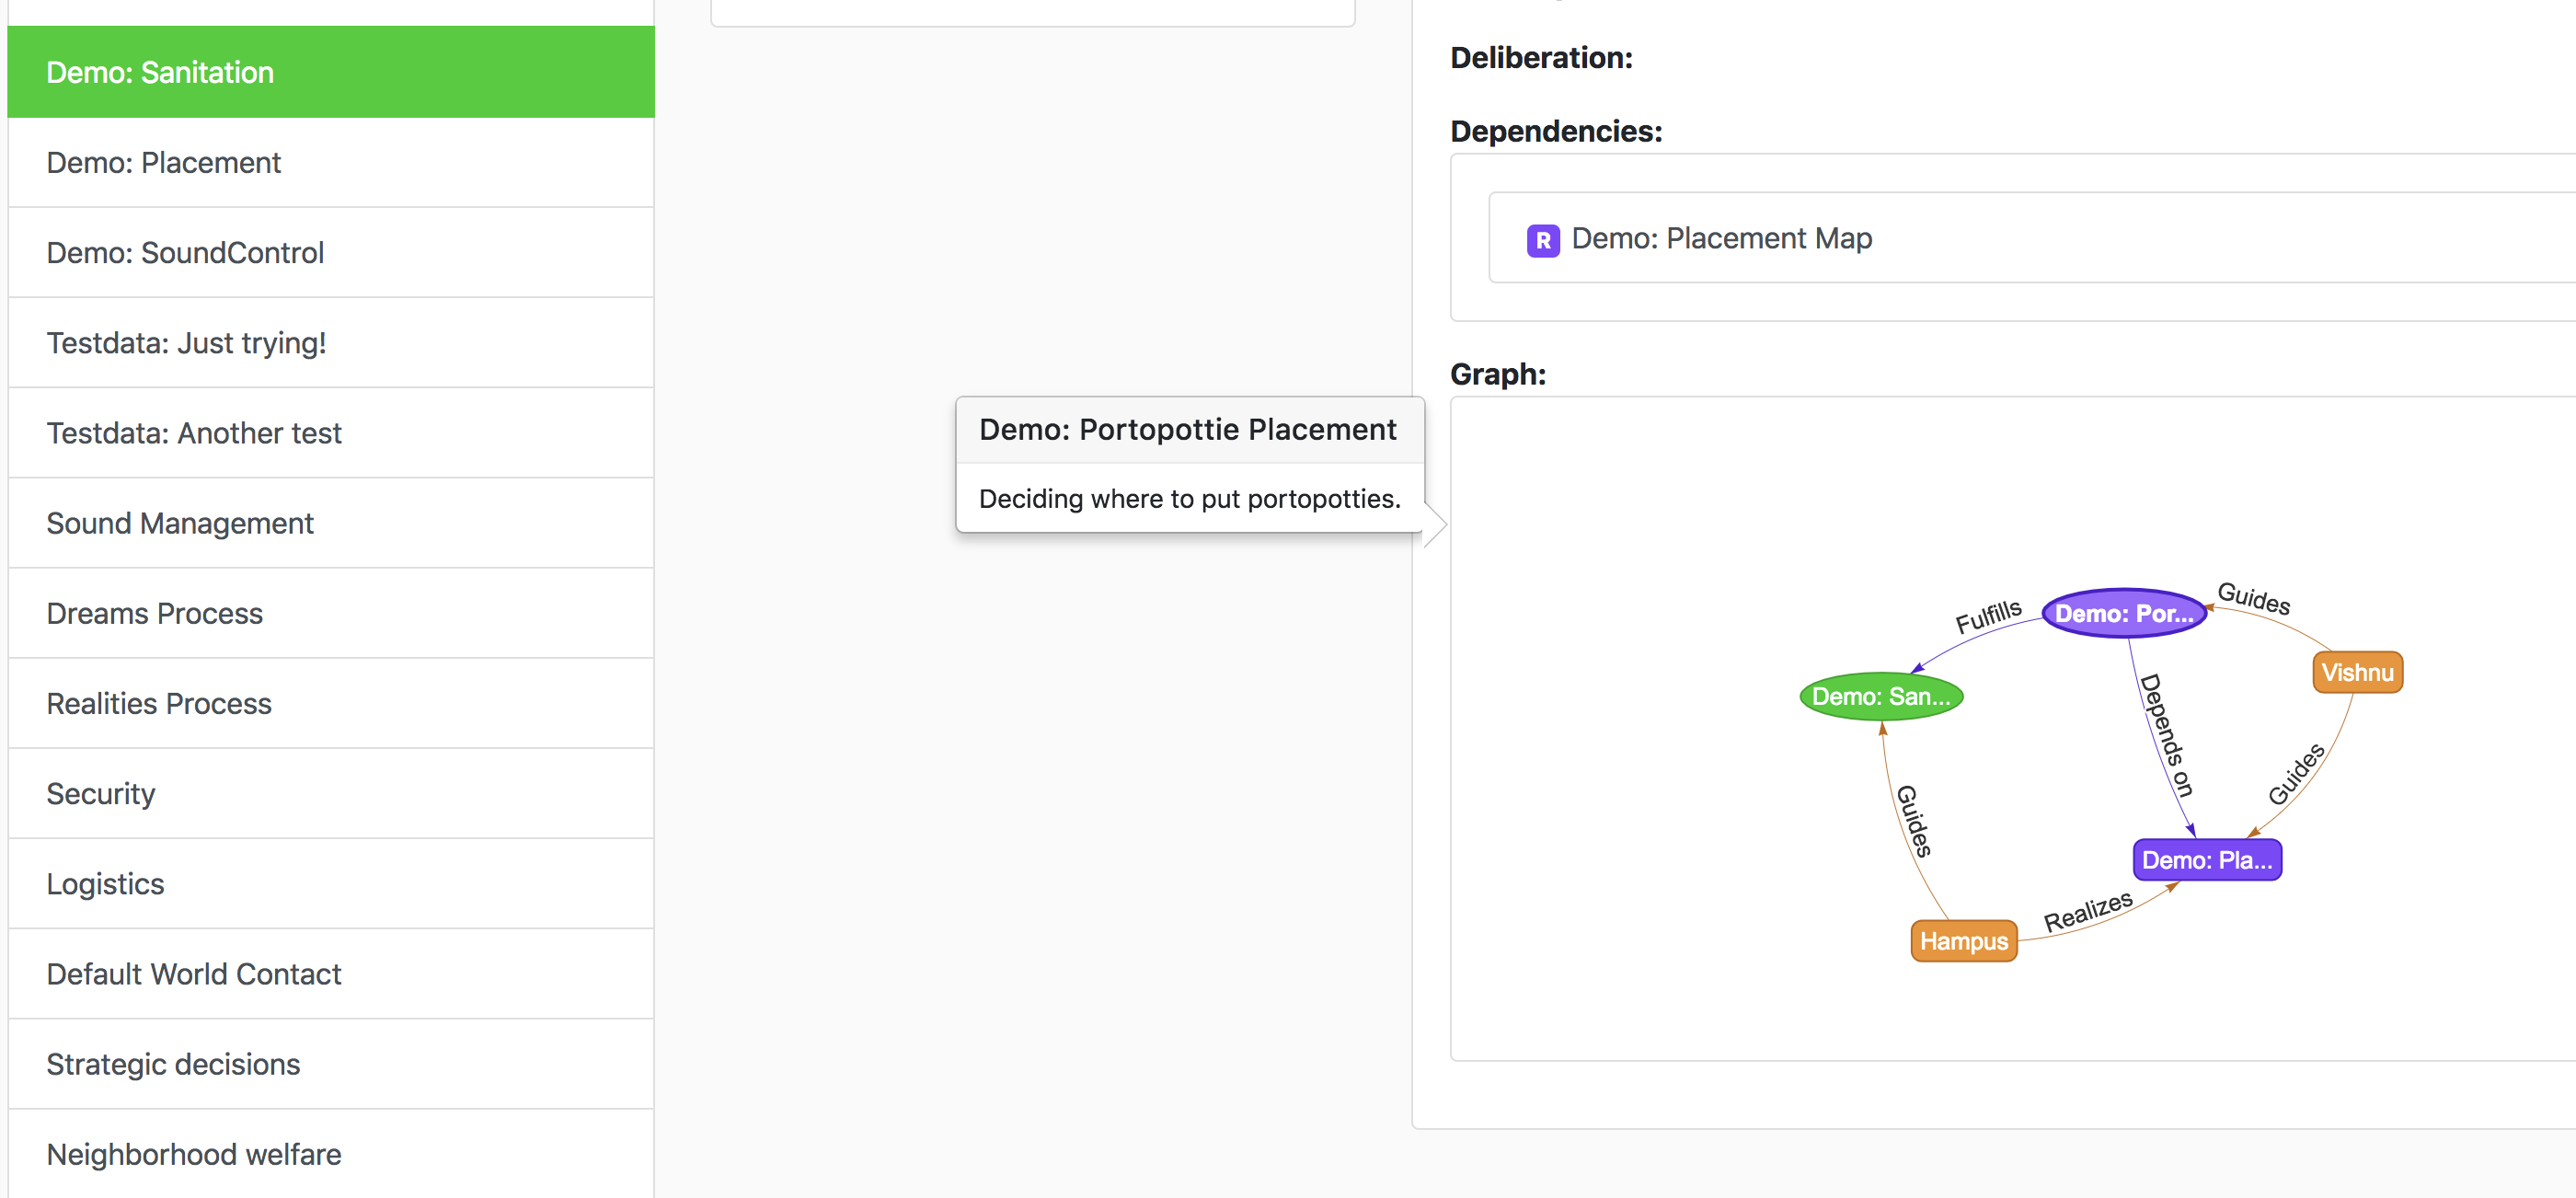 Demo: Sanitation
Demo: Placement
Demo: SoundControl
Testdata: Just trying!
Testdata: Another test
Sound Management
Dreams Process
Realities Process
Security
Logistics
Default World Contact
Strategic decisions
Neighborhood welfare
Deliberation:
Dependencies:
R Demo: Placement Map
Graph:
Demo: Portopottie Placement
Deciding where to put portopotties.
Fulfills
Demo: Por...
Guides
Vishnu
Demo: San...
Depends on
Guides
Guides
Demo: Pla...
Realizes
Hampus